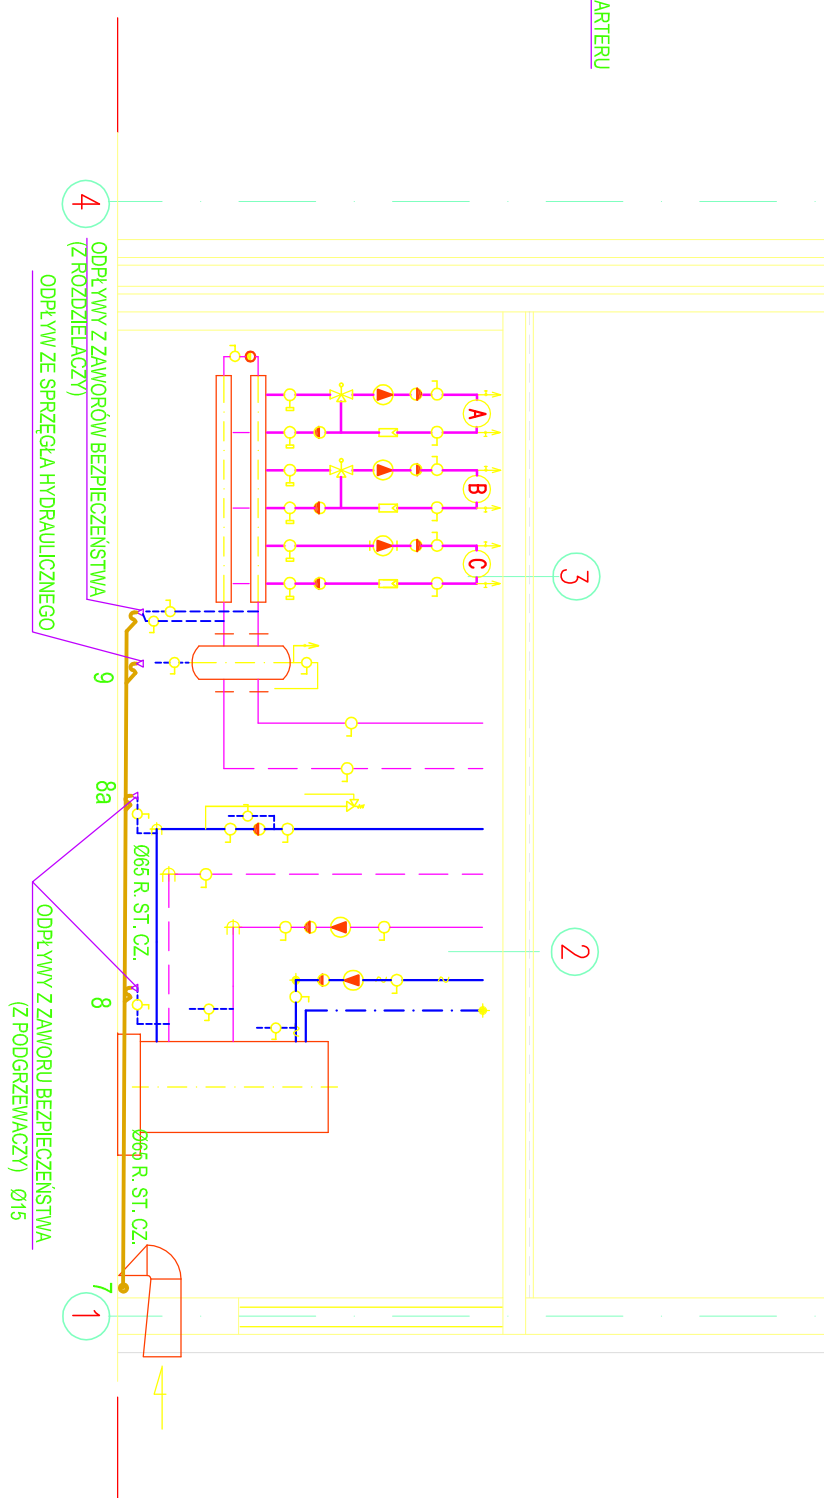 ARTERU
4
ODPŁYWY Z ZAWORÓW BEZPIECZEŃSTWA
(Z ROZDZIELACZY)
ODPŁYW ZE SPRZĘGŁA HYDRAULICZNEGO
A
B
C
3
9
8a
Ø65 R. ST. CZ.
2
8
ODPŁYWY Z ZAWORU BEZPIECZEŃSTWA
(Z PODGRZEWACZY) Ø15
Ø65 R. ST. CZ.
7
1